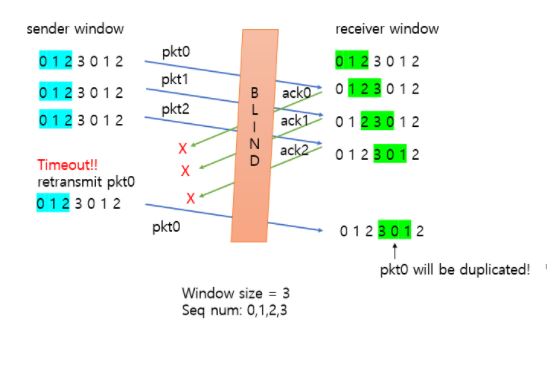 sender window
receiver window
0 1 2 3 0 1 2
pkt0
0 1 2 3 0 1 2
0 1 2 3 0 1 2
pkt1
ack0
0 1 2 3 0 1 2
0 1 2 3 0 1 2
pkt2
ack1
0 1 2 3 0 1 2
BLIND
X
ack2
0 1 2 3 0 1 2
Timeout!!
X
retransmit pkt0
X
0 1 2 3 0 1 2
pkt0
0 1 2 3 0 1 2
pkt0 will be duplicated!
Window size = 3
Seq num: 0,1,2,3